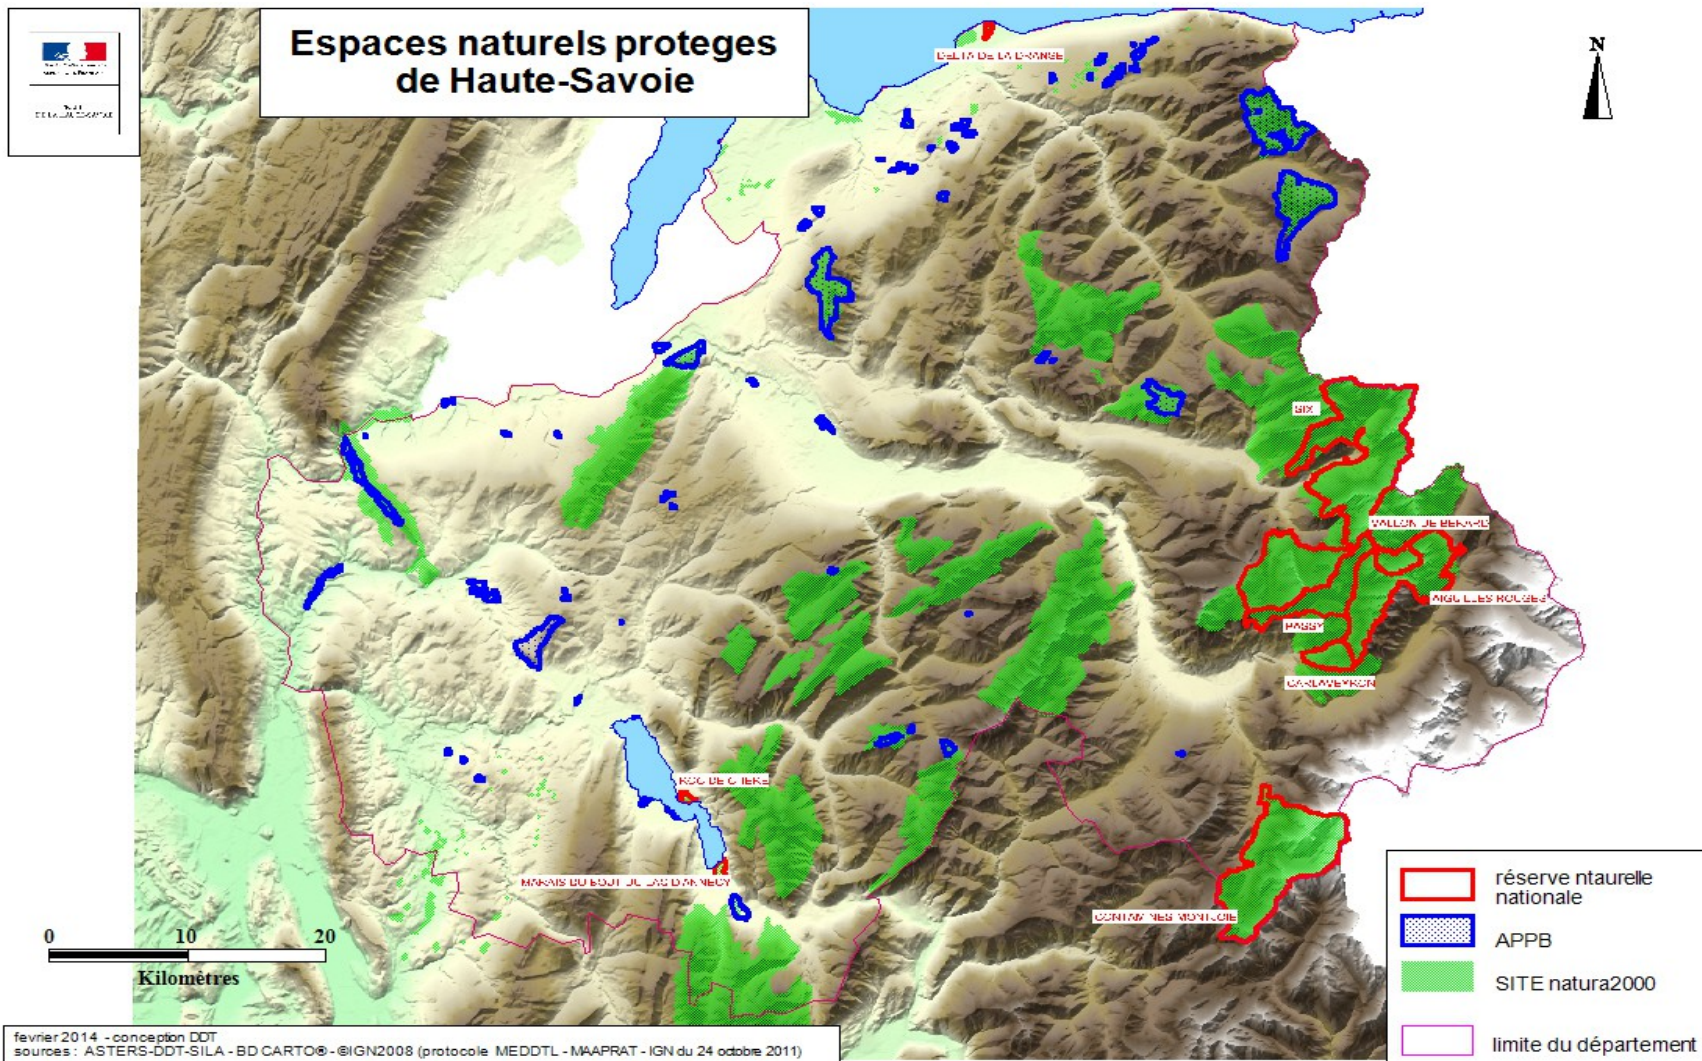 Espaces naturels proteges
de Haute-Savoie
N
DELTA DE LA DRANSE
SIXT
VALLON DE BERARD
AIGUILLES ROUGES
PASSY
CARLAVEYRON
ROC DE CHERE
MARAIS DU BOUT DU LAC D'ANNECY
CONTAMINES MONTJOIE
0 10 20
Kilomètres
réserve ntaurelle
nationale
APPB
SITE natura2000
limite du département
fevrier 2014 - conception DDT
sources : ASTERS-DDT-SILA - BD CARTO® - ©IGN2008 (protocole MEDDTL - MAAPRAT - IGN du 24 octobre 2011)